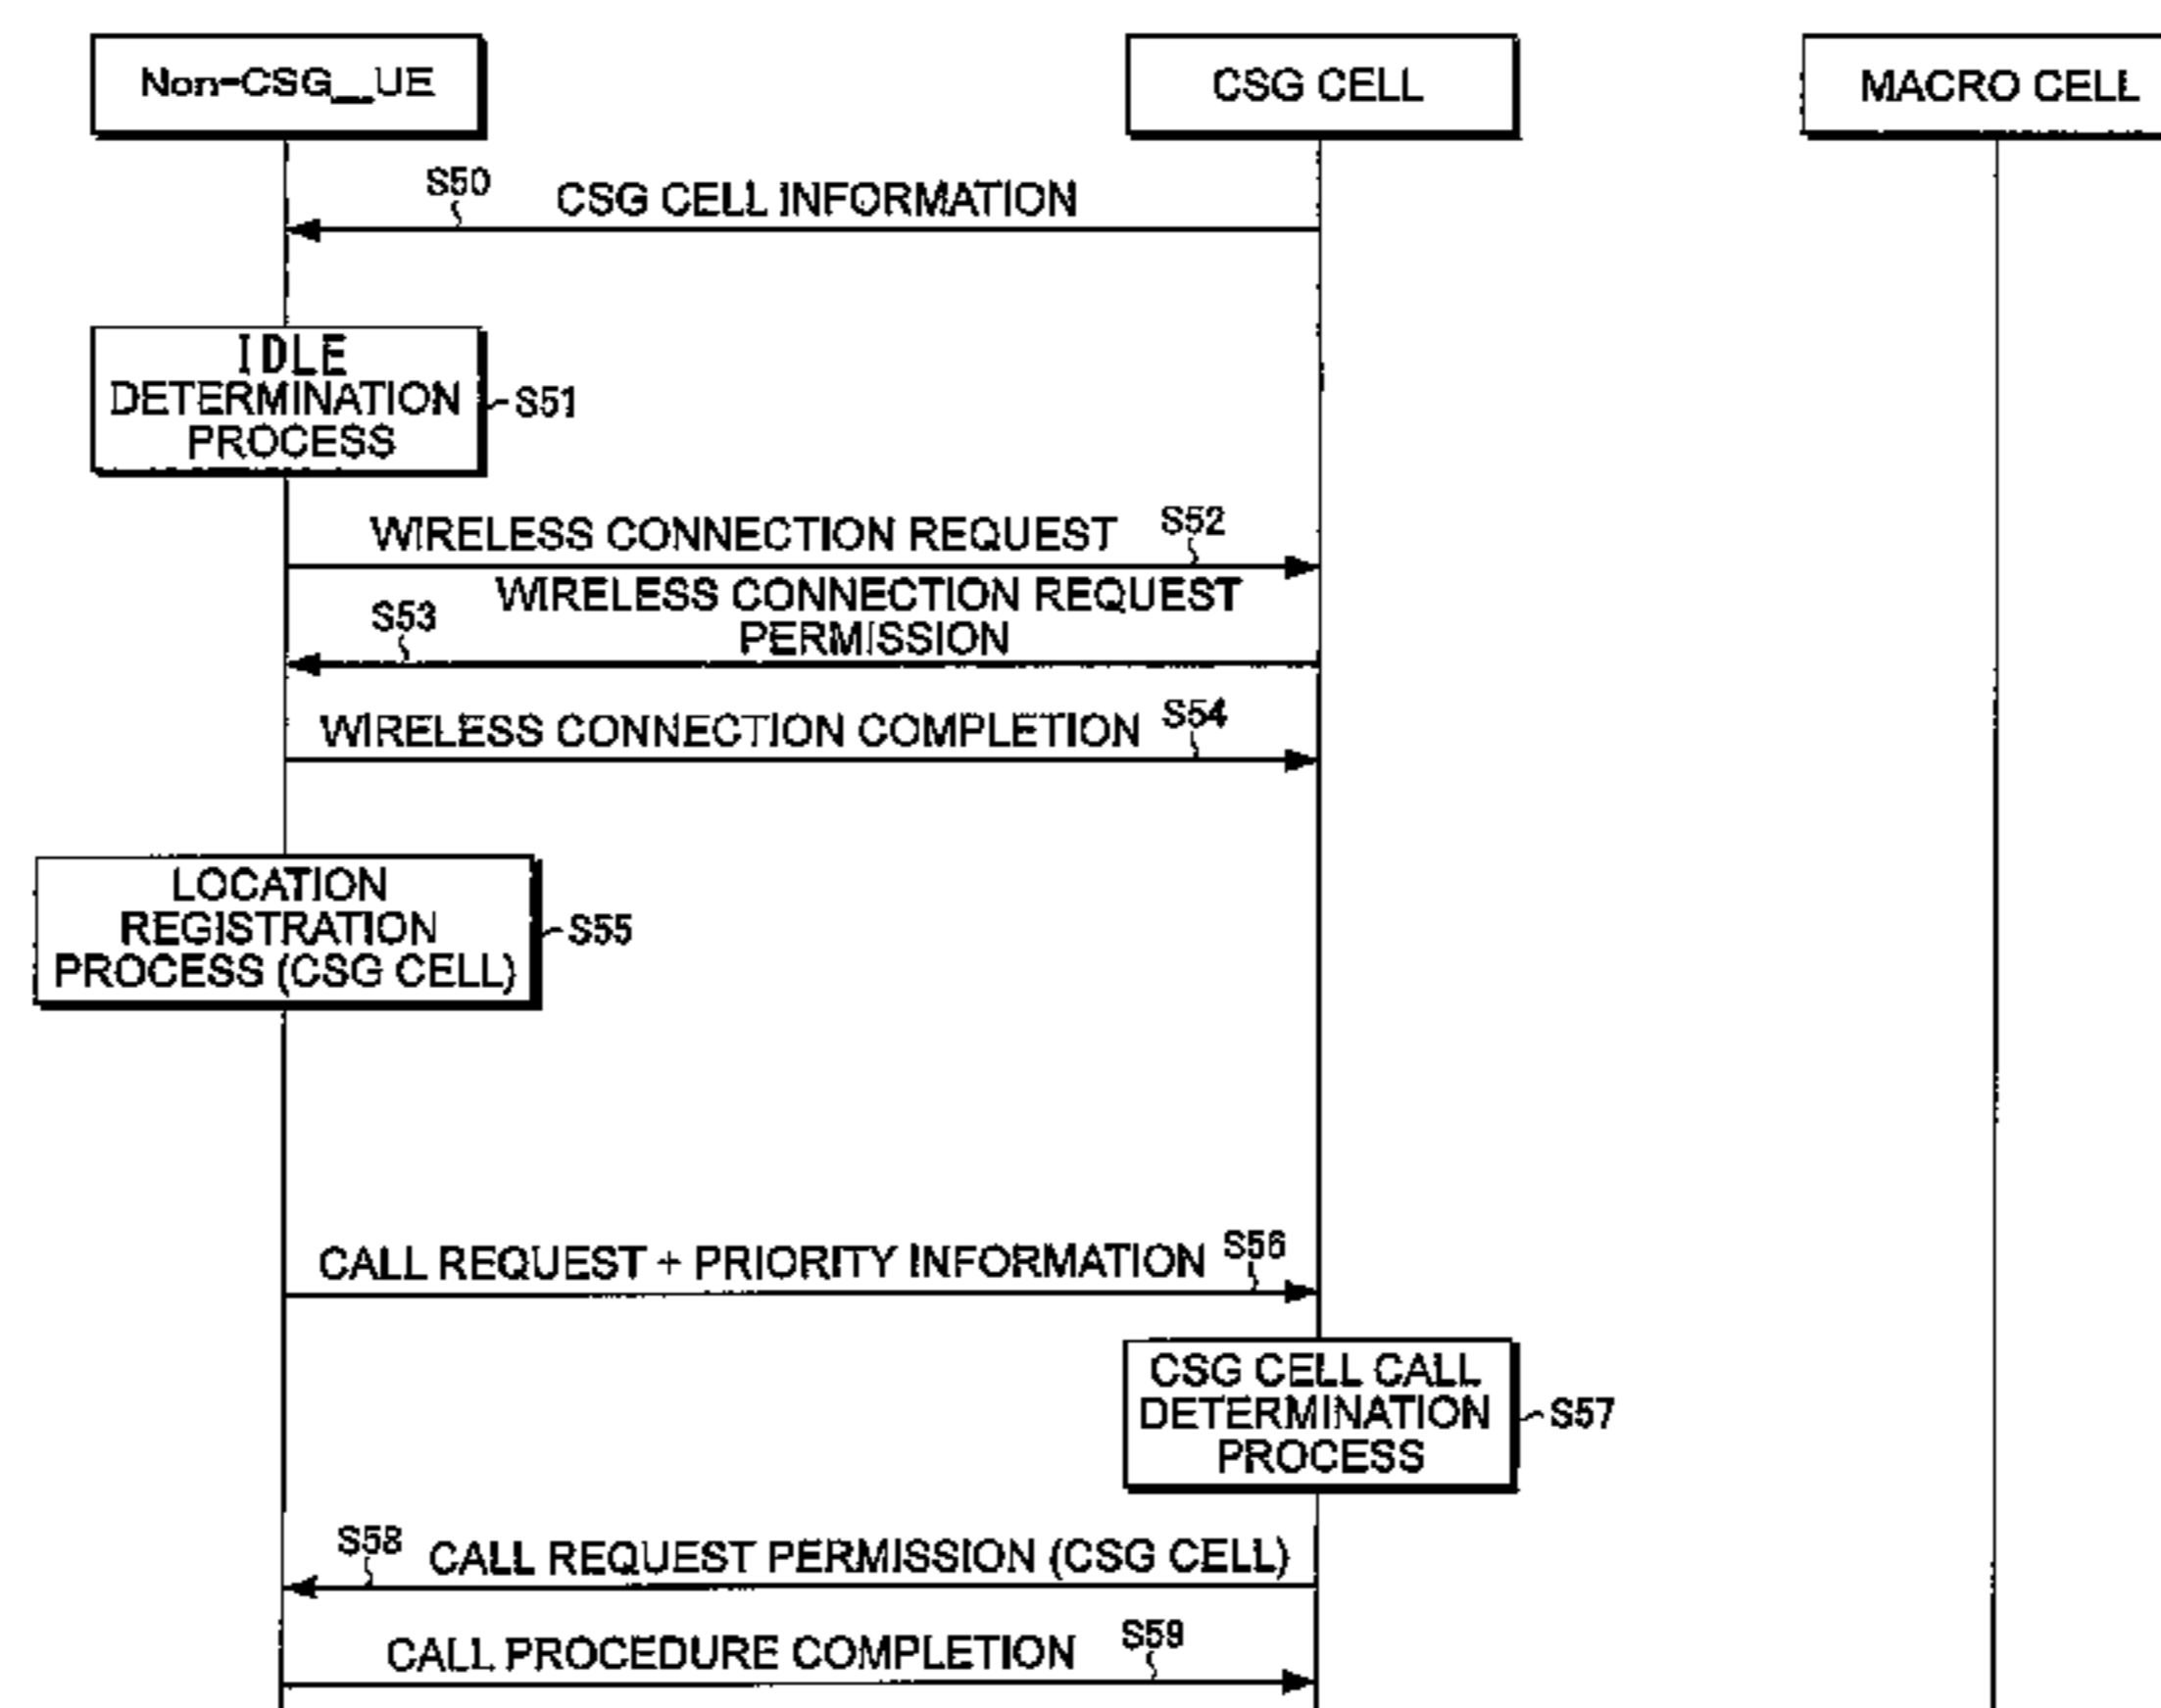 Non-CSG__UE
CSG CELL
MACRO CELL
S50
CSG CELL INFORMATION
IDLE
DETERMINATION
PROCESS
S51
WIRELESS CONNECTION REQUEST
S52
WIRELESS CONNECTION REQUEST
PERMISSION
S53
WIRELESS CONNECTION COMPLETION
S54
LOCATION
REGISTRATION
PROCESS (CSG CELL)
S55
CALL REQUEST + PRIORITY INFORMATION
S56
CSG CELL CALL
DETERMINATION
PROCESS
S57
S58
CALL REQUEST PERMISSION (CSG CELL)
CALL PROCEDURE COMPLETION
S59